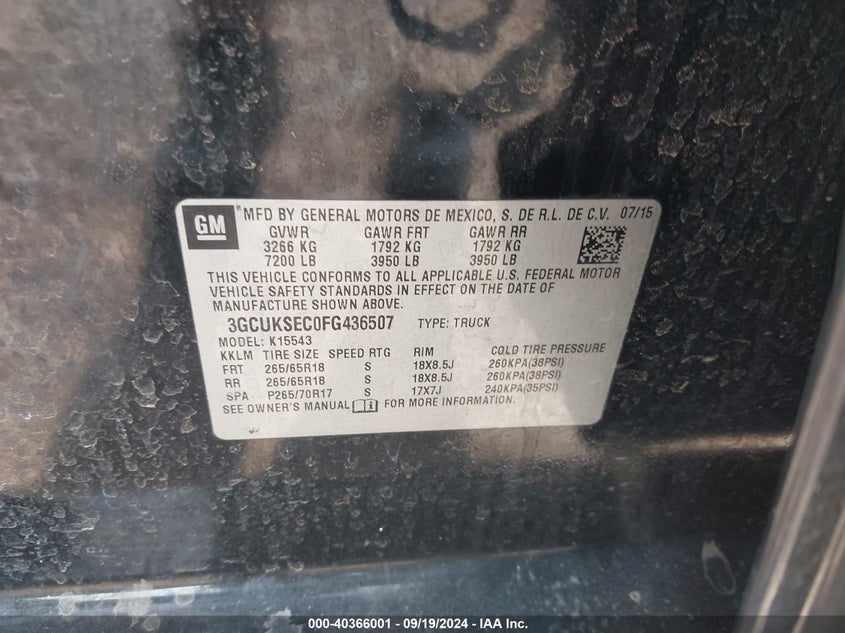 GM ® MFD BY GENERAL MOTORS DE MEXICO, S. DE R.L. DE C.V. 07/15
GVWR GAWR FRT GAWR RR
3266 KG 1792 KG 1792 KG
7200 LB 3950 LB 3950 LB
THIS VEHICLE CONFORMS TO ALL APPLICABLE U.S. FEDERAL MOTOR
VEHICLE SAFETY STANDARDS IN EFFECT ON THE DATE OF
MANUFACTURE SHOWN ABOVE.
3GCUKSEC0FG436507 TYPE: TRUCK
MODEL: K15543
KKLM TIRE SIZE SPEED RTG RIM COLD TIRE PRESSURE
FRT 265/65R18 S 18X8.5J 260KPA(38PSI)
RR 265/65R18 S 18X8.5J 260KPA(38PSI)
SPA P265/70R17 S 17X7J 240KPA(35PSI)
SEE OWNER'S MANUAL FOR MORE INFORMATION.
000-40366001 - 09/19/2024 - IAA Inc.